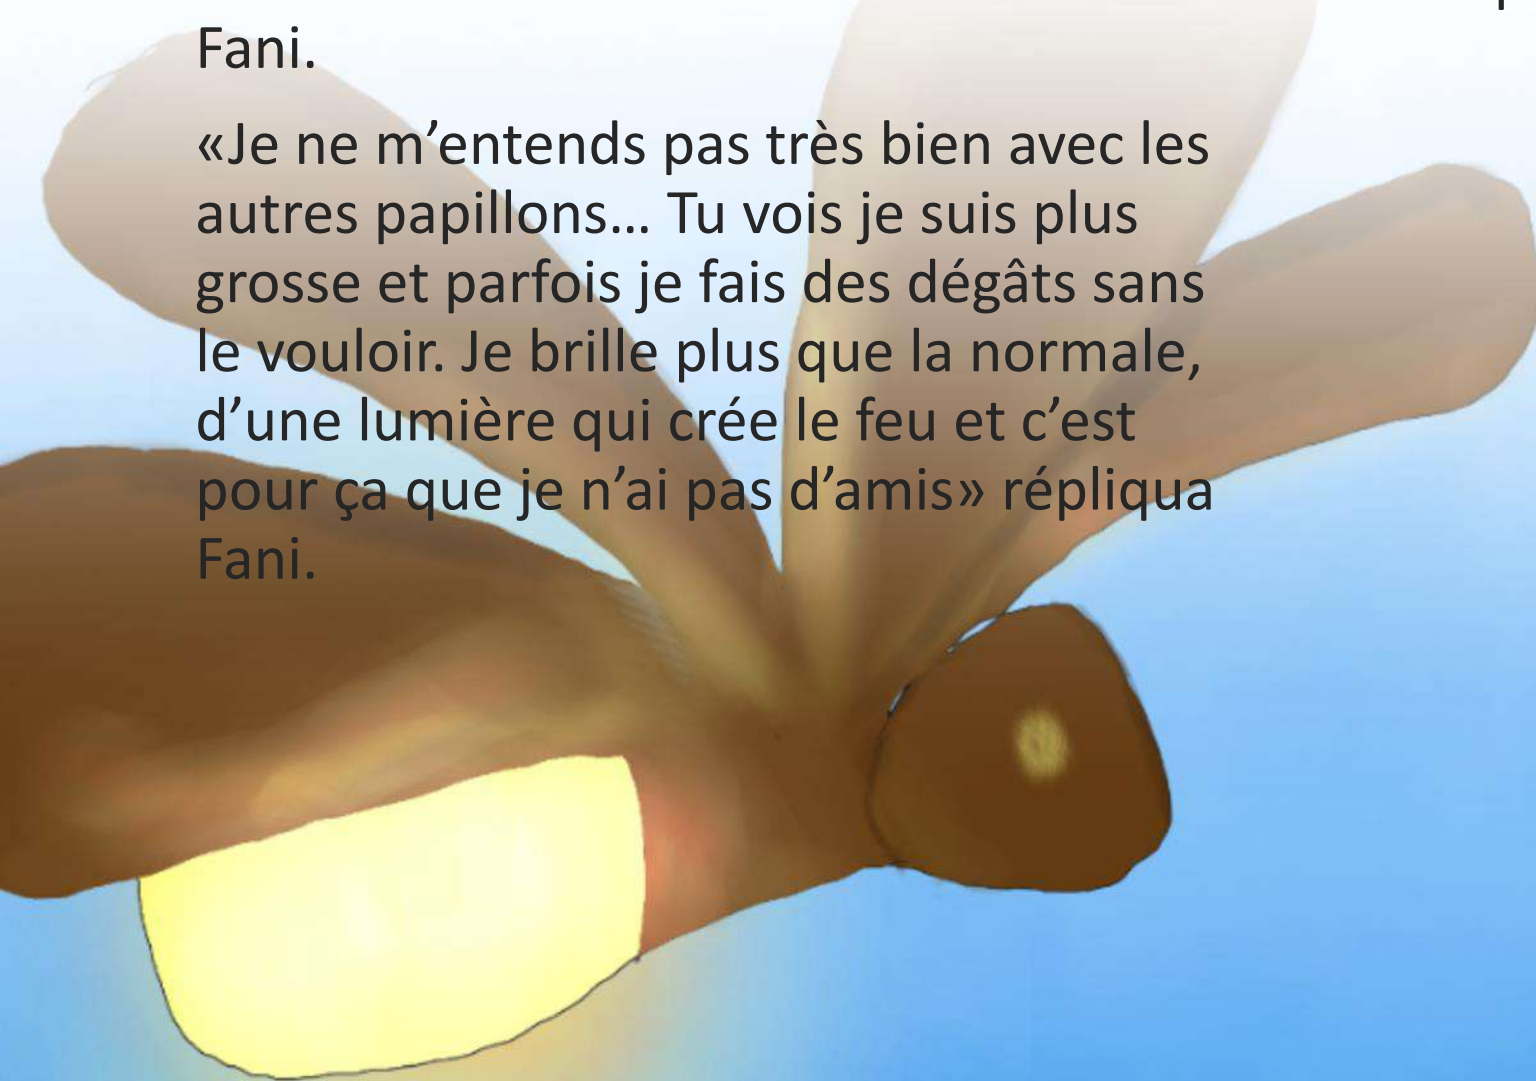 Fani.
«Je ne m’entends pas très bien avec les
autres papillons… Tu vois je suis plus
grosse et parfois je fais des dégâts sans
le vouloir. Je brille plus que la normale,
d’une lumière qui crée le feu et c’est
pour ça que je n’ai pas d’amis» répliqua
Fani.